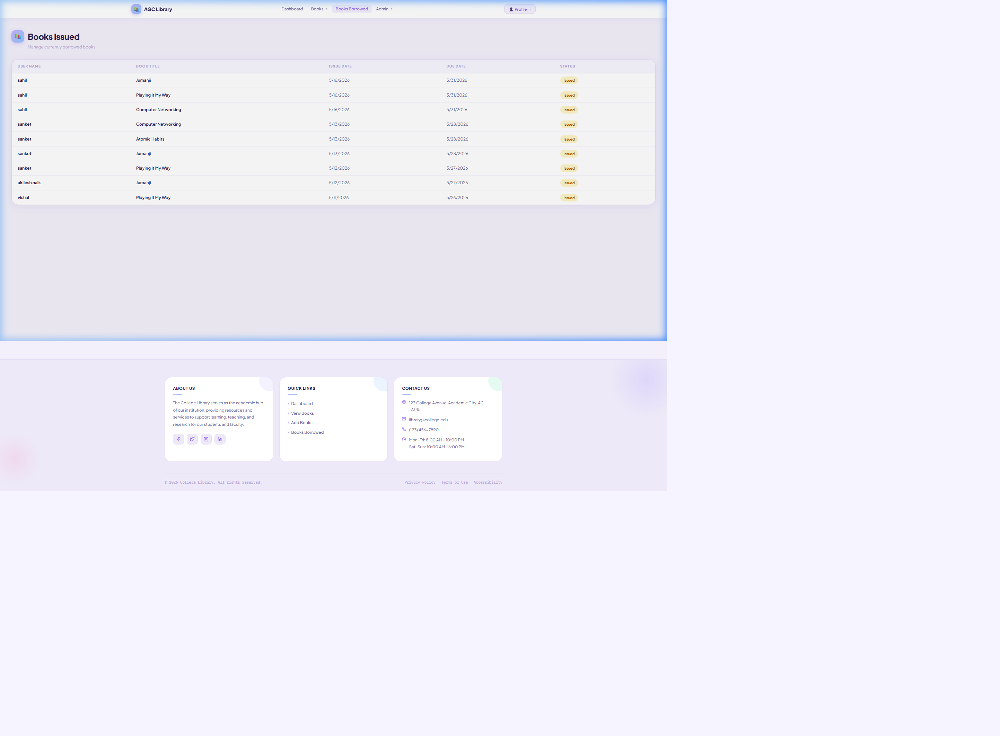 AGC Library
Dashboard Books Books Borrowed Admin Profile
Books Issued
Manage currently borrowed books
USER NAME BOOK TITLE ISSUE DATE DUE DATE STATUS
sahil Jumanji 5/16/2026 5/31/2026 Issued
sahil Playing It My Way 5/16/2026 5/31/2026 Issued
sahil Computer Networking 5/16/2026 5/31/2026 Issued
sanket Computer Networking 5/13/2026 5/28/2026 Issued
sanket Atomic Habits 5/13/2026 5/28/2026 Issued
sanket Jumanji 5/13/2026 5/28/2026 Issued
sanket Playing It My Way 5/12/2026 5/27/2026 Issued
akilesh naik Jumanji 5/12/2026 5/27/2026 Issued
vishal Playing It My Way 5/11/2026 5/26/2026 Issued
ABOUT US
The College Library serves as the academic hub
of our institution, providing resources and
services to support learning, teaching, and
research for our students and faculty.
QUICK LINKS
Dashboard
View Books
Add Books
Books Borrowed
CONTACT US
123 College Avenue, Academic City, AC
12345
library@college.edu
(123) 456-7890
Mon-Fri: 8:00 AM - 10:00 PM
Sat-Sun: 10:00 AM - 6:00 PM
© 2026 College Library. All rights reserved.
Privacy Policy Terms of Use Accessibility